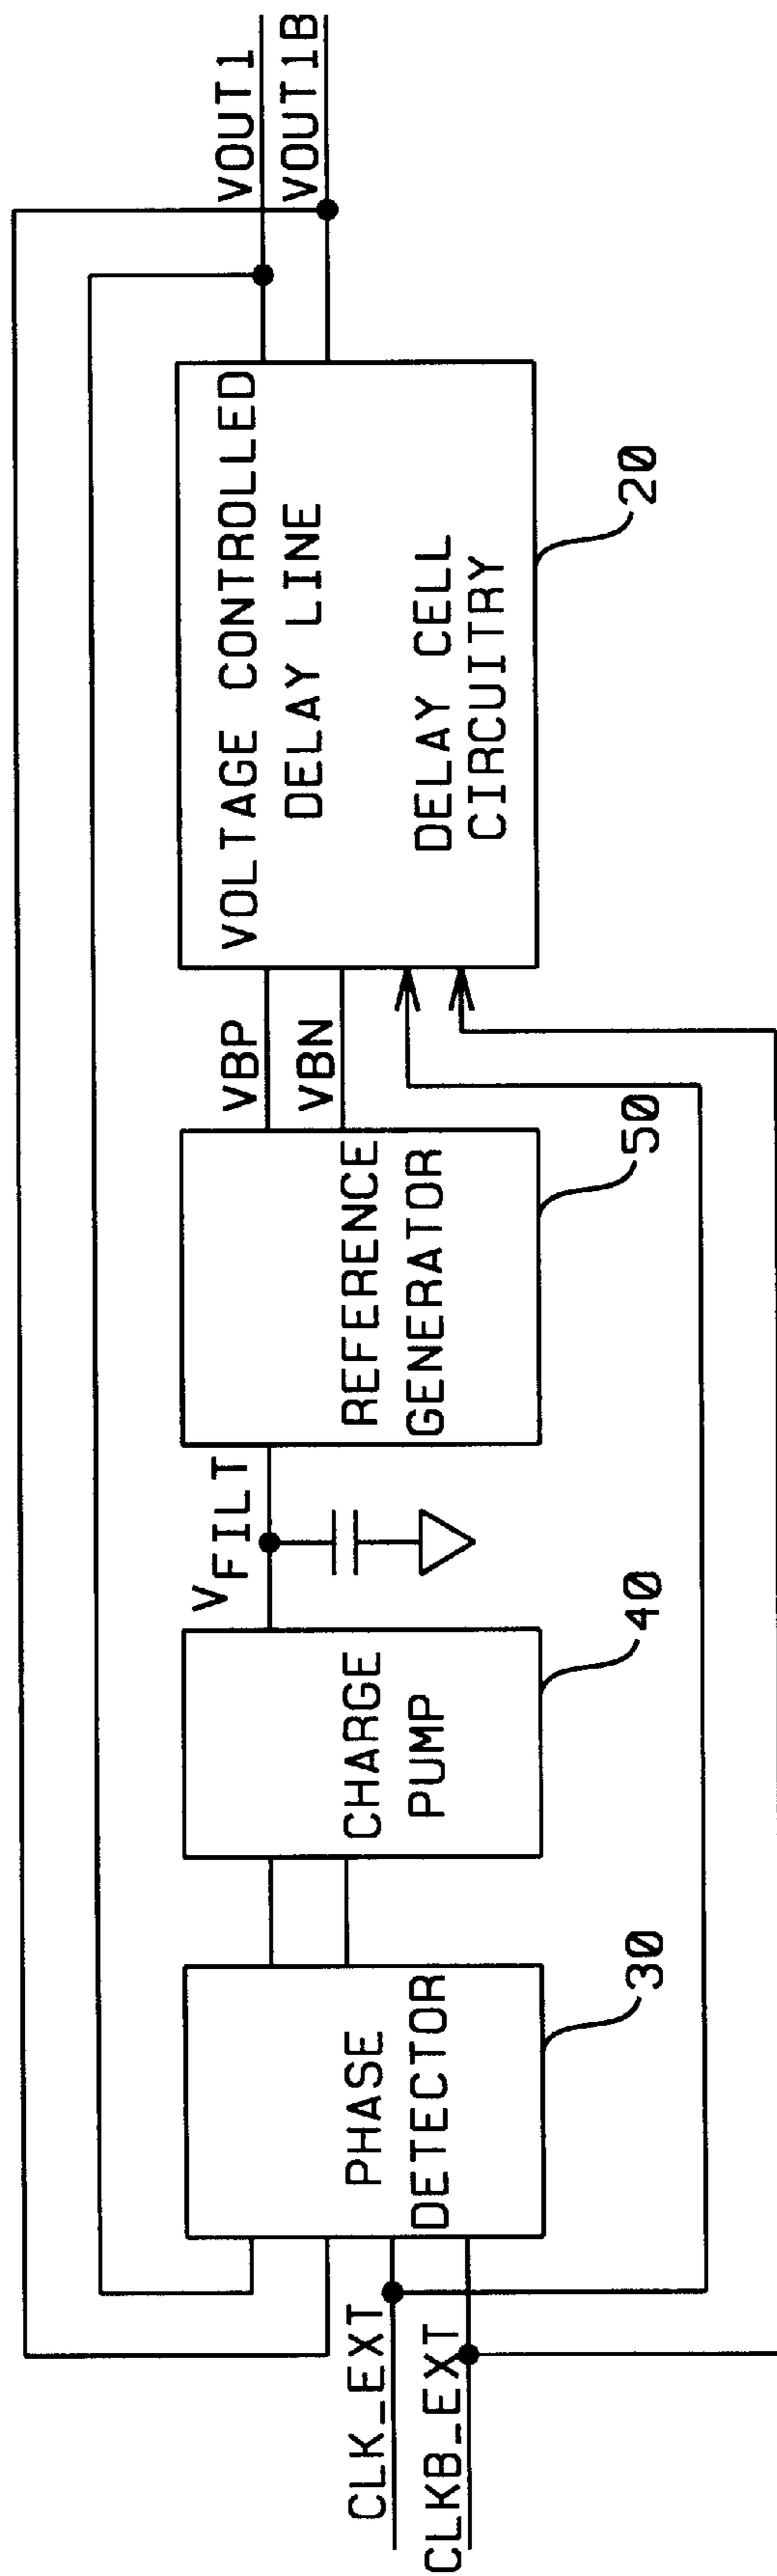 CLK_EXT
CLKB_EXT
PHASE
DETECTOR
30
CHARGE
PUMP
40
VFILT
REFERENCE
GENERATOR
50
VBP
VBN
VOLTAGE CONTROLLED
DELAY LINE
DELAY CELL
CIRCUITRY
20
VOUT1
VOUT1B